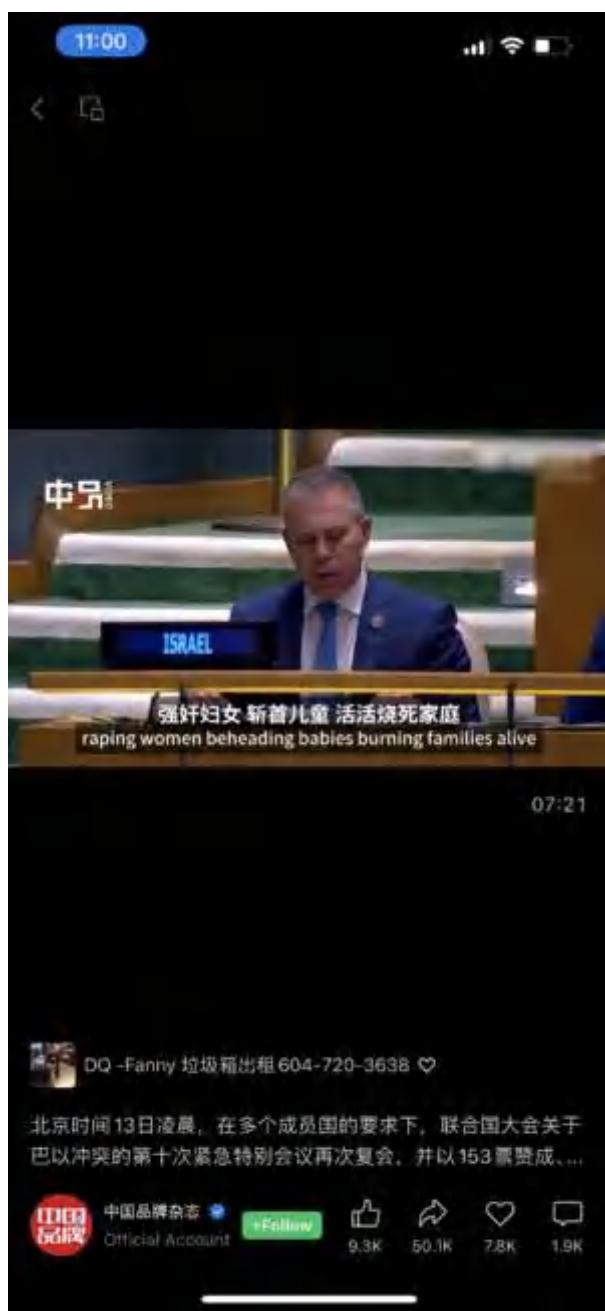 11:00
中品
ISRAEL
强奸妇女 斩首儿童 活活烧死家庭
raping women beheading babies burning families alive
07:21
DQ -Fanny 垃圾箱出租 604-720-3638
北京时间13日凌晨，在多个成员国的要求下，联合国大会关于
巴以冲突的第十次紧急特别会议再次复会，并以153票赞成、...
中国品牌
中国品牌杂志
+Follow
Official Account
9.3K 50.1K 7.8K 1.9K